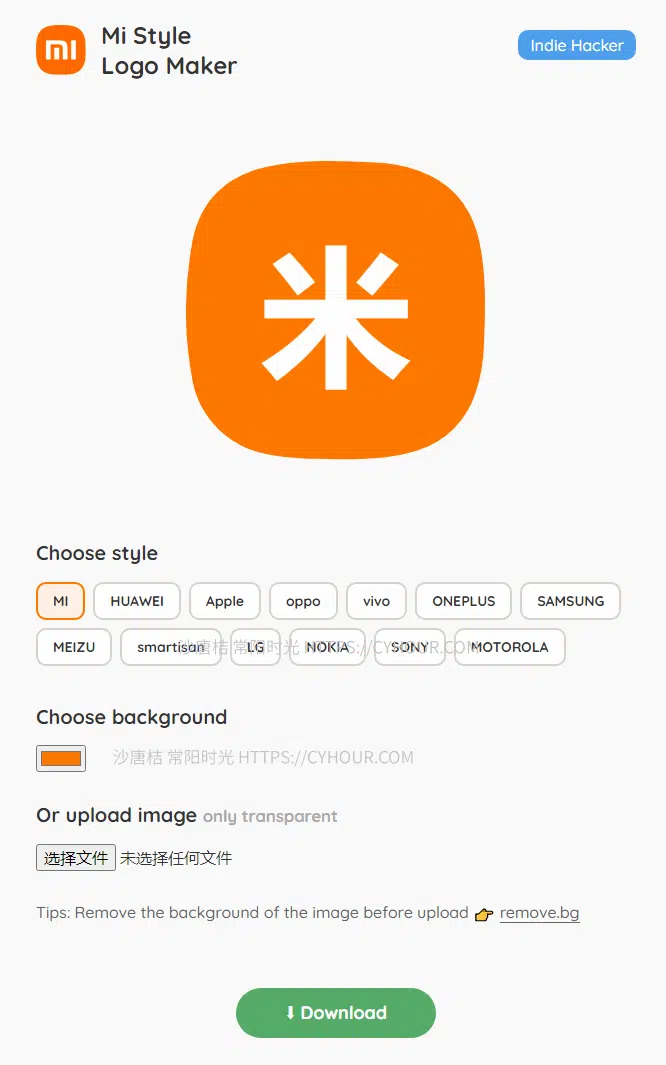 mi
Mi Style
Logo Maker
Indie Hacker
米
Choose style
MI HUAWEI Apple oppo vivo ONEPLUS SAMSUNG
MEIZU smartisan LG NOKIA SONY MOTOROLA
沙唐桔 常阳时光 HTTPS://CYHOUR.COM
Choose background
沙唐桔 常阳时光 HTTPS://CYHOUR.COM
Or upload image only transparent
选择文件 未选择任何文件
Tips: Remove the background of the image before upload 👉 remove.bg
⬇ Download